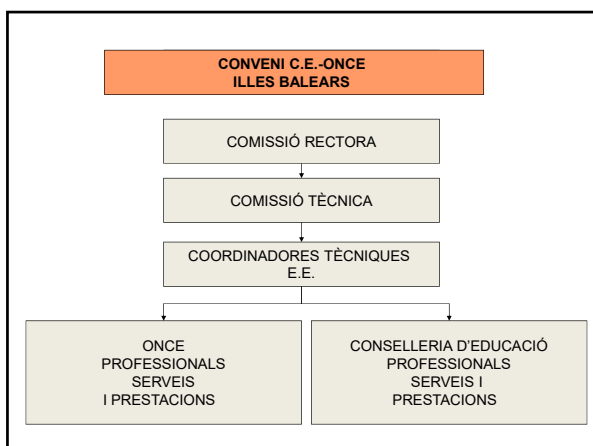 CONVENI C.E.-ONCE
ILLES BALEARS
COMISSIÓ RECTORA
COMISSIÓ TÈCNICA
COORDINADORES TÈCNIQUES
E.E.
ONCE
PROFESSIONALS
SERVEIS
I PRESTACIONS
CONSELLERIA D'EDUCACIÓ
PROFESSIONALS
SERVEIS I
PRESTACIONS